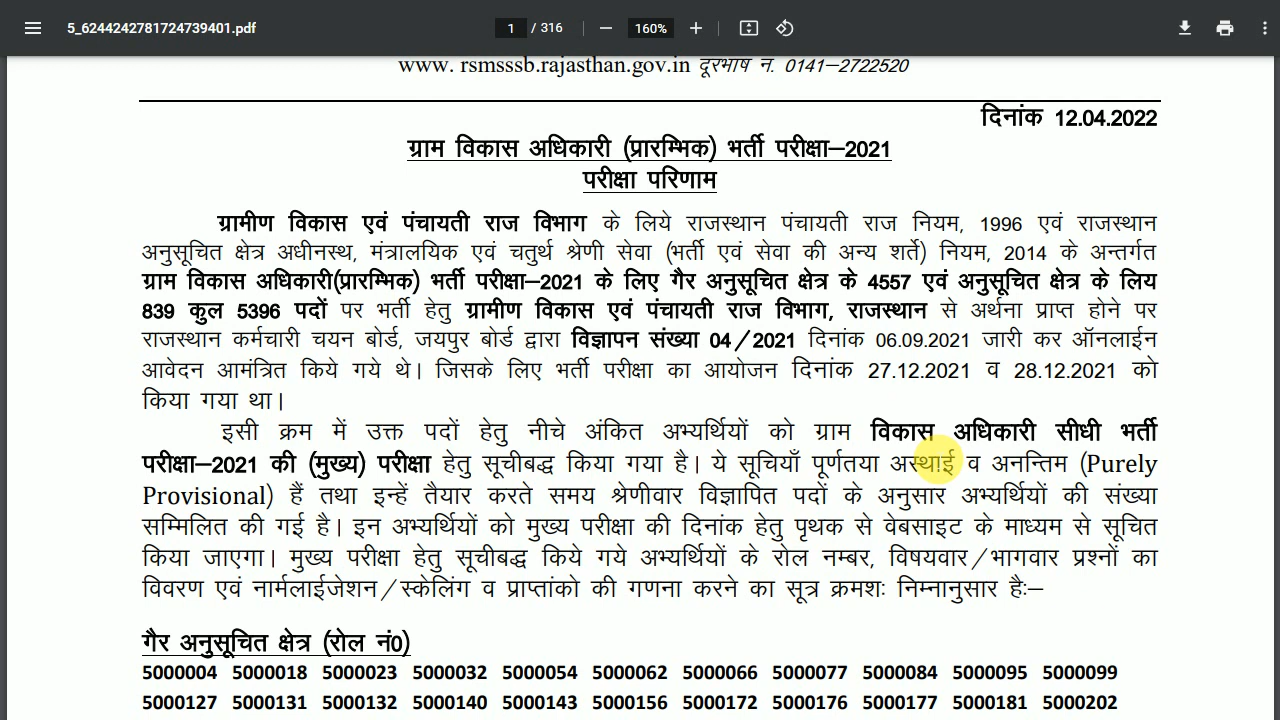 5_6244242781724739401.pdf
1 / 316
160%
www. rsmsssb.rajasthan.gov.in दूरभाष न. 0141–2722520
दिनांक 12.04.2022
ग्राम विकास अधिकारी (प्रारम्भिक) भर्ती परीक्षा–2021
परीक्षा परिणाम
ग्रामीण विकास एवं पंचायती राज विभाग के लिये राजस्थान पंचायती राज नियम, 1996 एवं राजस्थान
अनुसूचित क्षेत्र अधीनस्थ, मंत्रालयिक एवं चतुर्थ श्रेणी सेवा (भर्ती एवं सेवा की अन्य शर्ते) नियम, 2014 के अन्तर्गत
ग्राम विकास अधिकारी(प्रारम्भिक) भर्ती परीक्षा–2021 के लिए गैर अनुसूचित क्षेत्र के 4557 एवं अनुसूचित क्षेत्र के लिय
839 कुल 5396 पदों पर भर्ती हेतु ग्रामीण विकास एवं पंचायती राज विभाग, राजस्थान से अर्थना प्राप्त होने पर
राजस्थान कर्मचारी चयन बोर्ड, जयपुर बोर्ड द्वारा विज्ञापन संख्या 04/2021 दिनांक 06.09.2021 जारी कर ऑनलाईन
आवेदन आमंत्रित किये गये थे। जिसके लिए भर्ती परीक्षा का आयोजन दिनांक 27.12.2021 व 28.12.2021 को
किया गया था।
इसी क्रम में उक्त पदों हेतु नीचे अंकित अभ्यर्थियों को ग्राम विकास अधिकारी सीधी भर्ती
परीक्षा–2021 की (मुख्य) परीक्षा हेतु सूचीबद्ध किया गया है। ये सूचियाँ पूर्णतया अस्थाई व अनन्तिम (Purely
Provisional) हैं तथा इन्हें तैयार करते समय श्रेणीवार विज्ञापित पदों के अनुसार अभ्यर्थियों की संख्या
सम्मिलित की गई है। इन अभ्यर्थियों को मुख्य परीक्षा की दिनांक हेतु पृथक से वेबसाइट के माध्यम से सूचित
किया जाएगा। मुख्य परीक्षा हेतु सूचीबद्ध किये गये अभ्यर्थियों के रोल नम्बर, विषयवार/भागवार प्रश्नों का
विवरण एवं नार्मलाईजेशन/स्केलिंग व प्राप्तांको की गणना करने का सूत्र क्रमशः निम्नानुसार हैः–
गैर अनुसूचित क्षेत्र (रोल नं0)
5000004 5000018 5000023 5000032 5000054 5000062 5000066 5000077 5000084 5000095 5000099
5000127 5000131 5000132 5000140 5000143 5000156 5000172 5000176 5000177 5000181 5000202